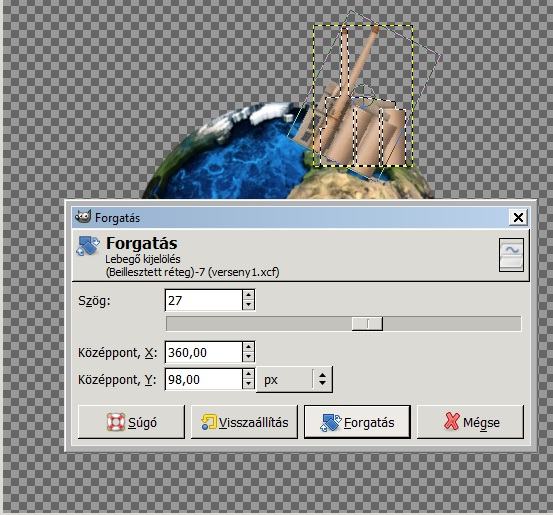 Forgatás
Forgatás
Lebegő kijelölés
(Beillesztett réteg)-7 (verseny1.xcf)
Szög: 27
Középpont, X: 360,00
Középpont, Y: 98,00 px
Súgó Visszaállítás Forgatás Mégse